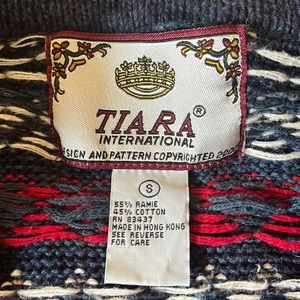 TIARA®
INTERNATIONAL
SIGN AND PATTERN COPYRIGHTED
S
55% RAMIE
45% COTTON
RN 83437
MADE IN HONG KONG
SEE REVERSE
FOR CARE